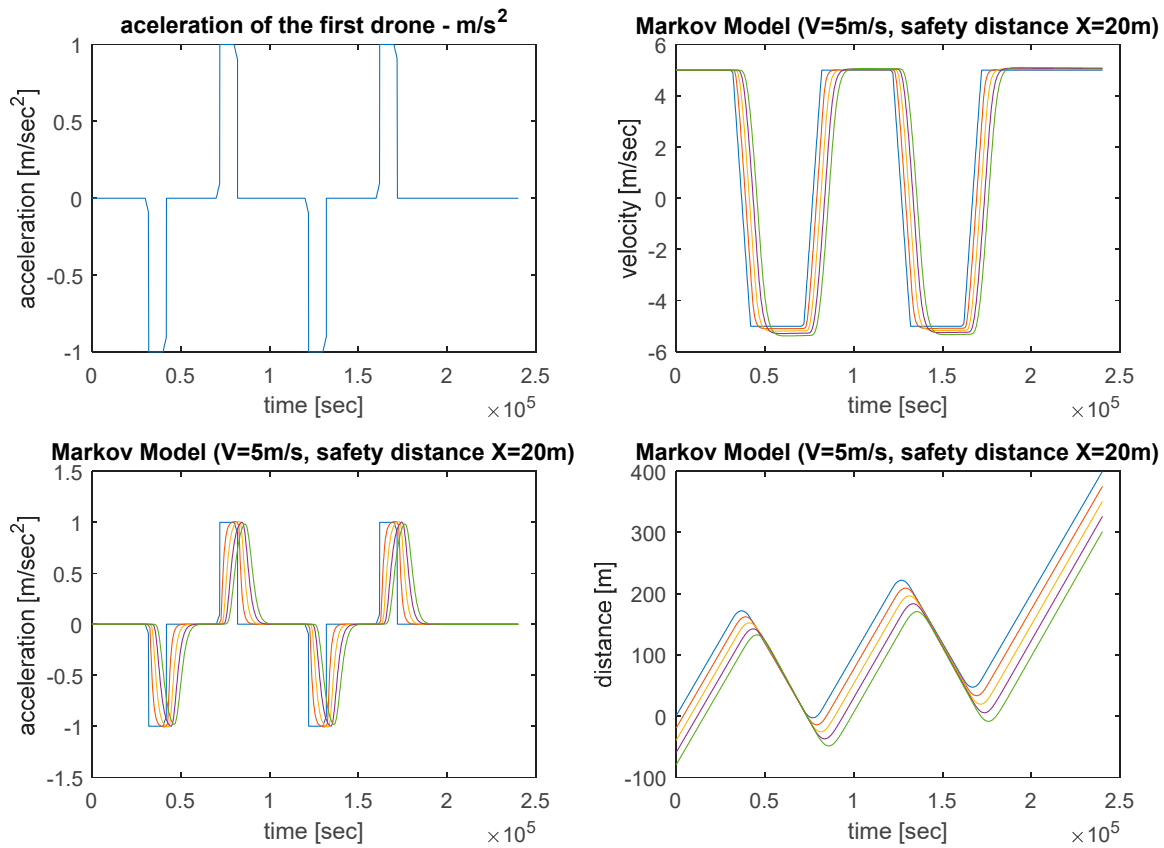 aceleration of the first drone - m/s²
acceleration [m/sec²]
1
0.5
0
-0.5
-1
0 0.5 1 1.5 2 2.5
×10⁵
time [sec]
Markov Model (V=5m/s, safety distance X=20m)
velocity [m/sec]
6
4
2
0
-2
-4
-6
0 0.5 1 1.5 2 2.5
×10⁵
time [sec]
Markov Model (V=5m/s, safety distance X=20m)
acceleration [m/sec²]
1.5
1
0.5
0
-0.5
-1
-1.5
0 0.5 1 1.5 2 2.5
×10⁵
time [sec]
Markov Model (V=5m/s, safety distance X=20m)
distance [m]
400
300
200
100
0
-100
0 0.5 1 1.5 2 2.5
×10⁵
time [sec]